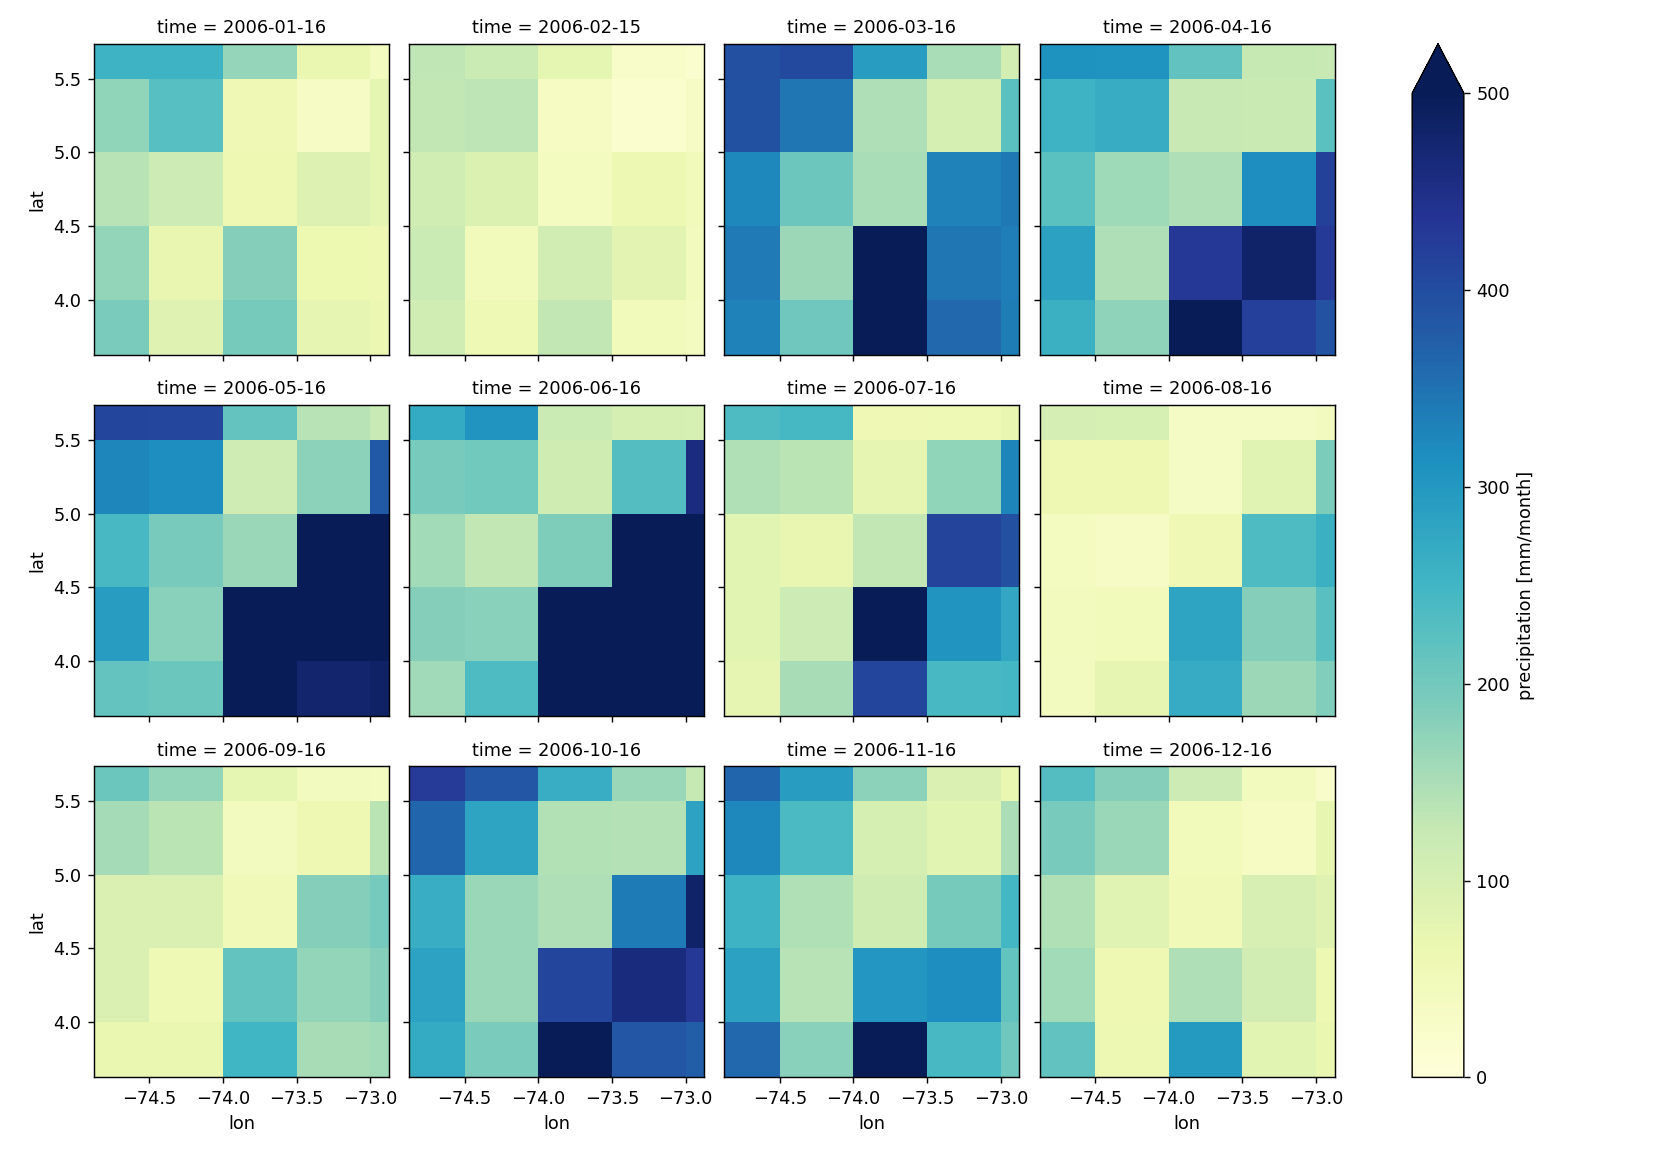 time = 2006-01-16
time = 2006-02-15
time = 2006-03-16
time = 2006-04-16
5.5
5.0
4.5
4.0
lat
time = 2006-05-16
time = 2006-06-16
time = 2006-07-16
time = 2006-08-16
5.5
5.0
4.5
4.0
lat
time = 2006-09-16
time = 2006-10-16
time = 2006-11-16
time = 2006-12-16
5.5
5.0
4.5
4.0
lat
−74.5 −74.0 −73.5 −73.0
−74.5 −74.0 −73.5 −73.0
−74.5 −74.0 −73.5 −73.0
−74.5 −74.0 −73.5 −73.0
lon
lon
lon
lon
500
400
300
200
100
0
precipitation [mm/month]